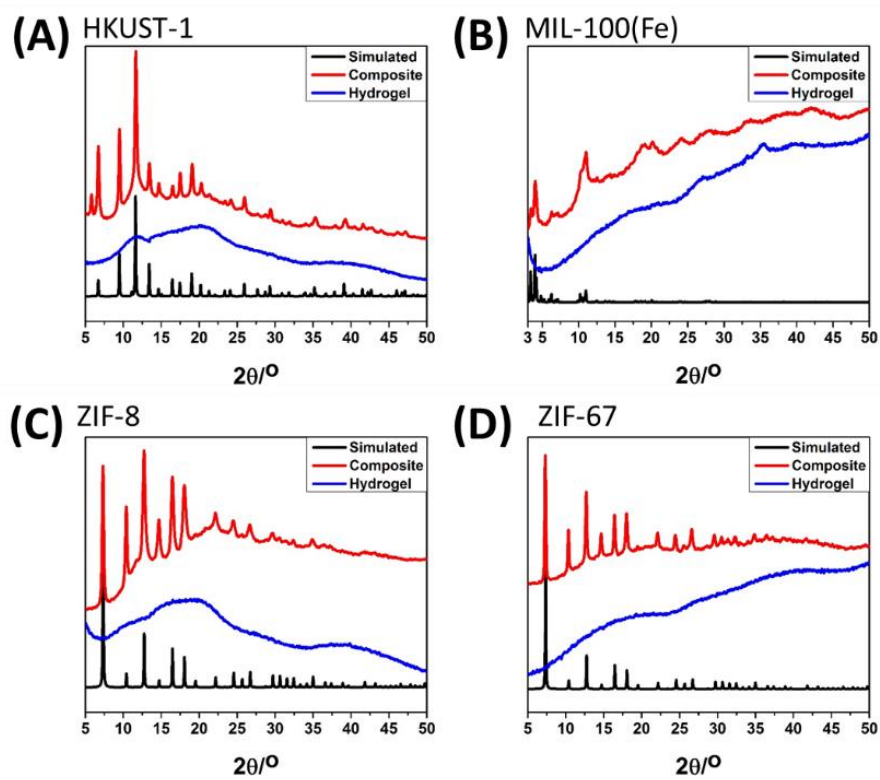 (A) HKUST-1
Simulated
Composite
Hydrogel
5 10 15 20 25 30 35 40 45 50
2θ/O
(B) MIL-100(Fe)
Simulated
Composite
Hydrogel
3 5 10 15 20 25 30 35 40 45 50
2θ/O
(C) ZIF-8
Simulated
Composite
Hydrogel
5 10 15 20 25 30 35 40 45 50
2θ/O
(D) ZIF-67
Simulated
Composite
Hydrogel
5 10 15 20 25 30 35 40 45 50
2θ/O